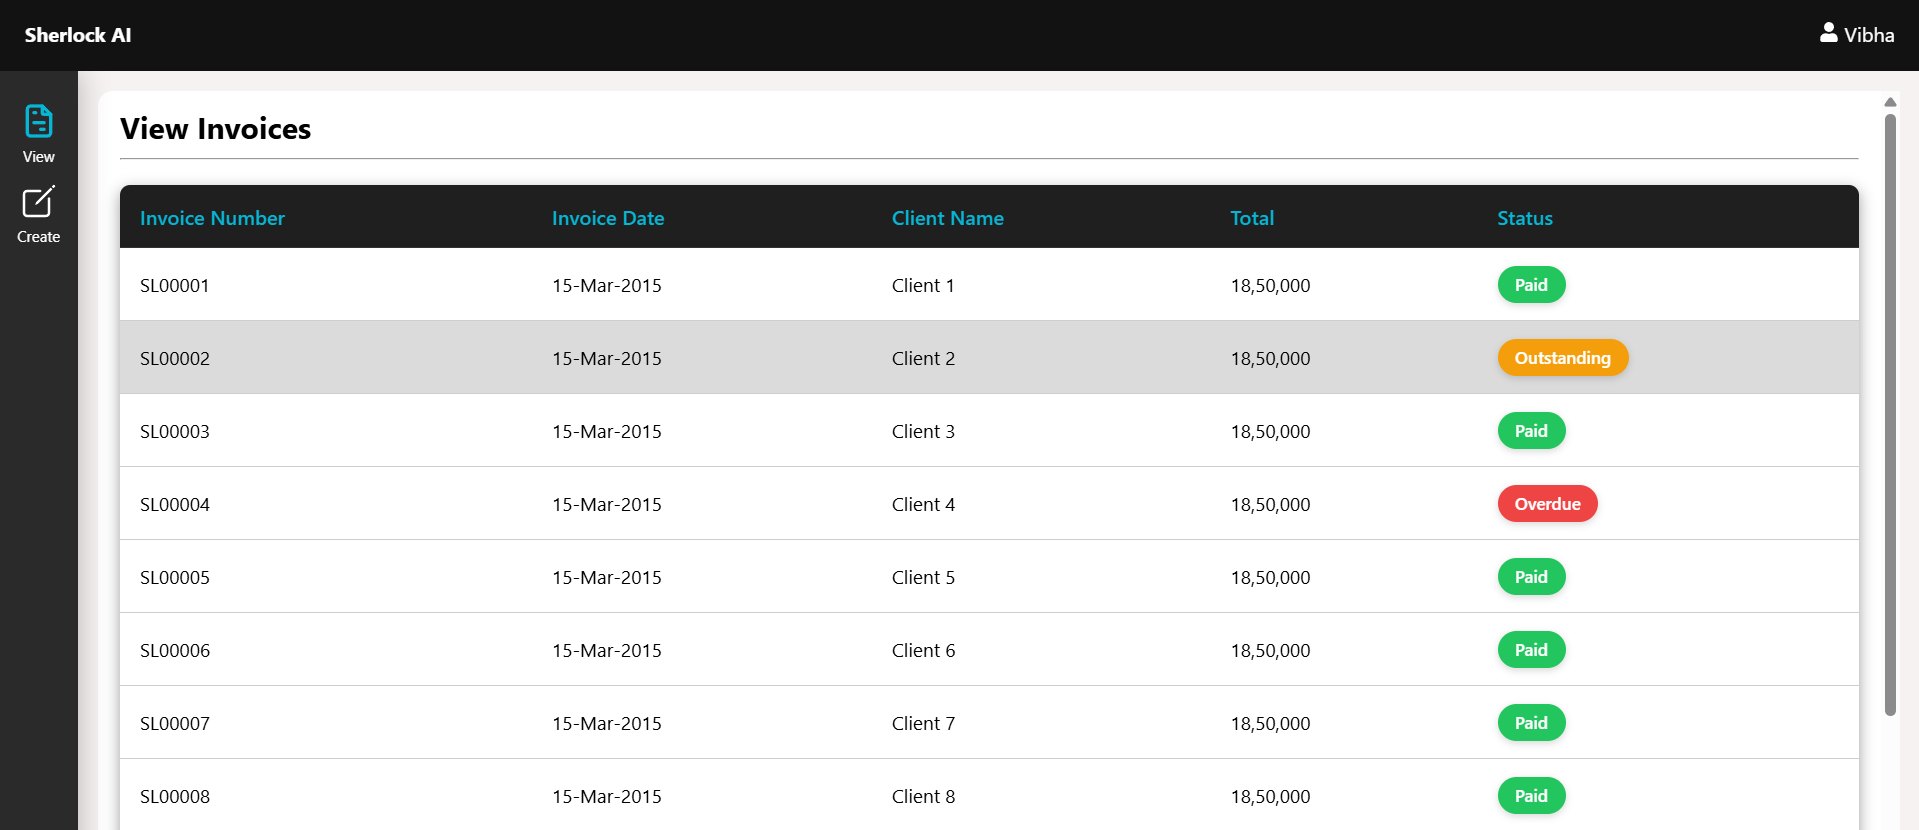 Sherlock AI
Vibha
View
Create
View Invoices
Invoice Number Invoice Date Client Name Total Status
SL00001 15-Mar-2015 Client 1 18,50,000 Paid
SL00002 15-Mar-2015 Client 2 18,50,000 Outstanding
SL00003 15-Mar-2015 Client 3 18,50,000 Paid
SL00004 15-Mar-2015 Client 4 18,50,000 Overdue
SL00005 15-Mar-2015 Client 5 18,50,000 Paid
SL00006 15-Mar-2015 Client 6 18,50,000 Paid
SL00007 15-Mar-2015 Client 7 18,50,000 Paid
SL00008 15-Mar-2015 Client 8 18,50,000 Paid